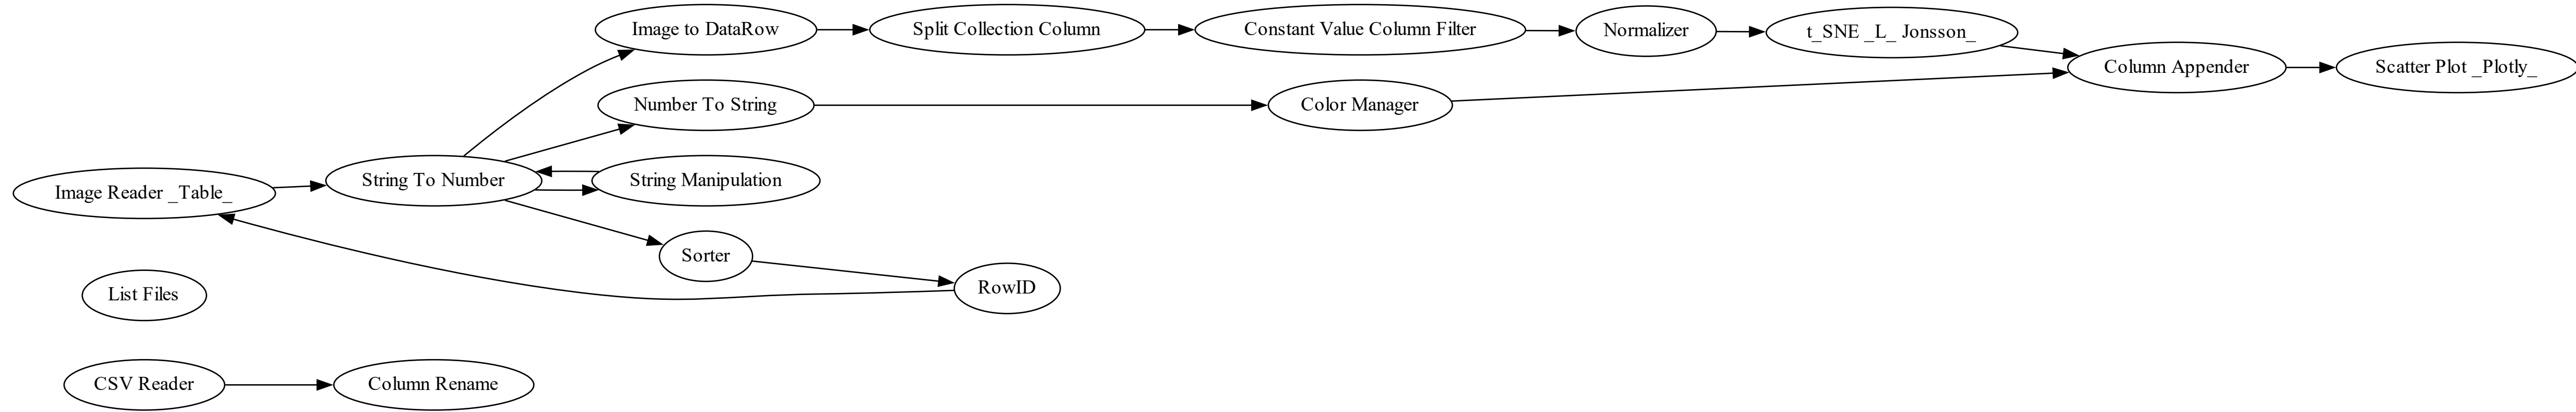 Image to DataRow
Split Collection Column
Constant Value Column Filter
Normalizer
t_SNE _L_ Jonsson_
Column Appender
Scatter Plot _Plotly_
Number To String
Color Manager
Image Reader _Table_
String To Number
String Manipulation
Sorter
RowID
List Files
CSV Reader
Column Rename